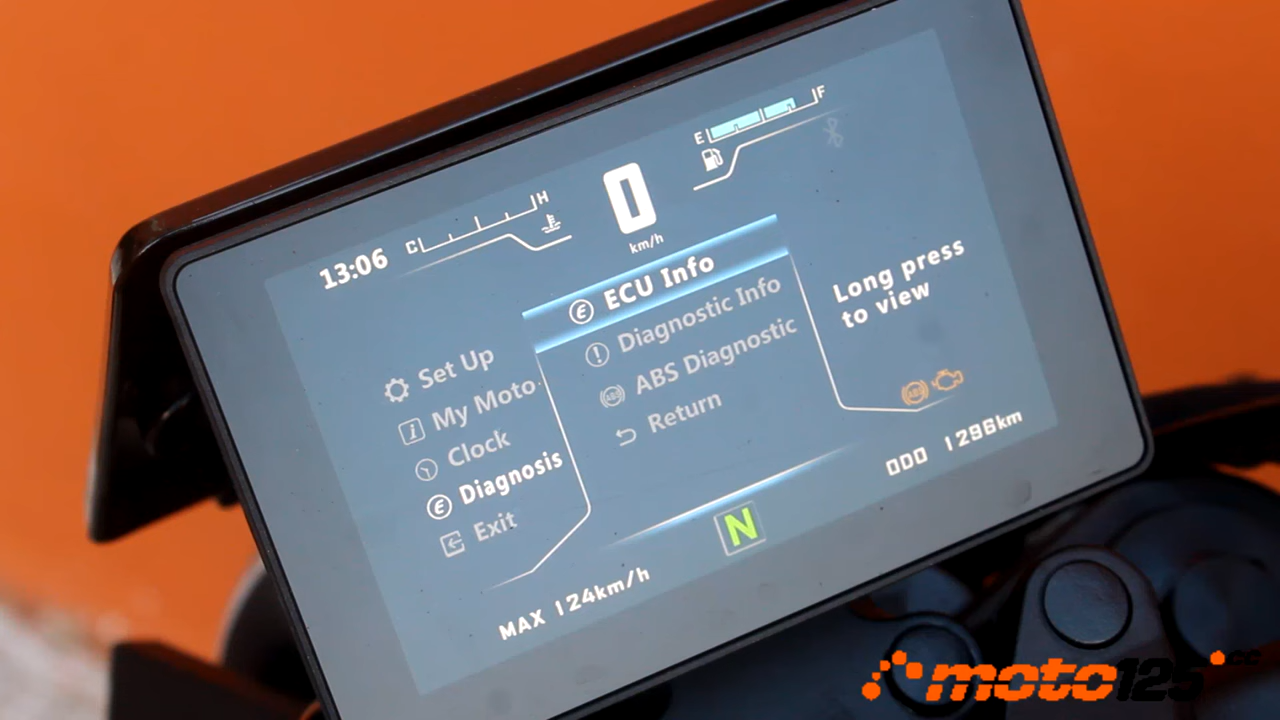 13:06
C
H
0
km/h
E
F
Set Up
My Moto
Clock
Diagnosis
Exit
ECU Info
Diagnostic Info
ABS Diagnostic
Return
Long press
to view
ABS
MAX 124km/h
N
ODO 1296km
moto125.cc